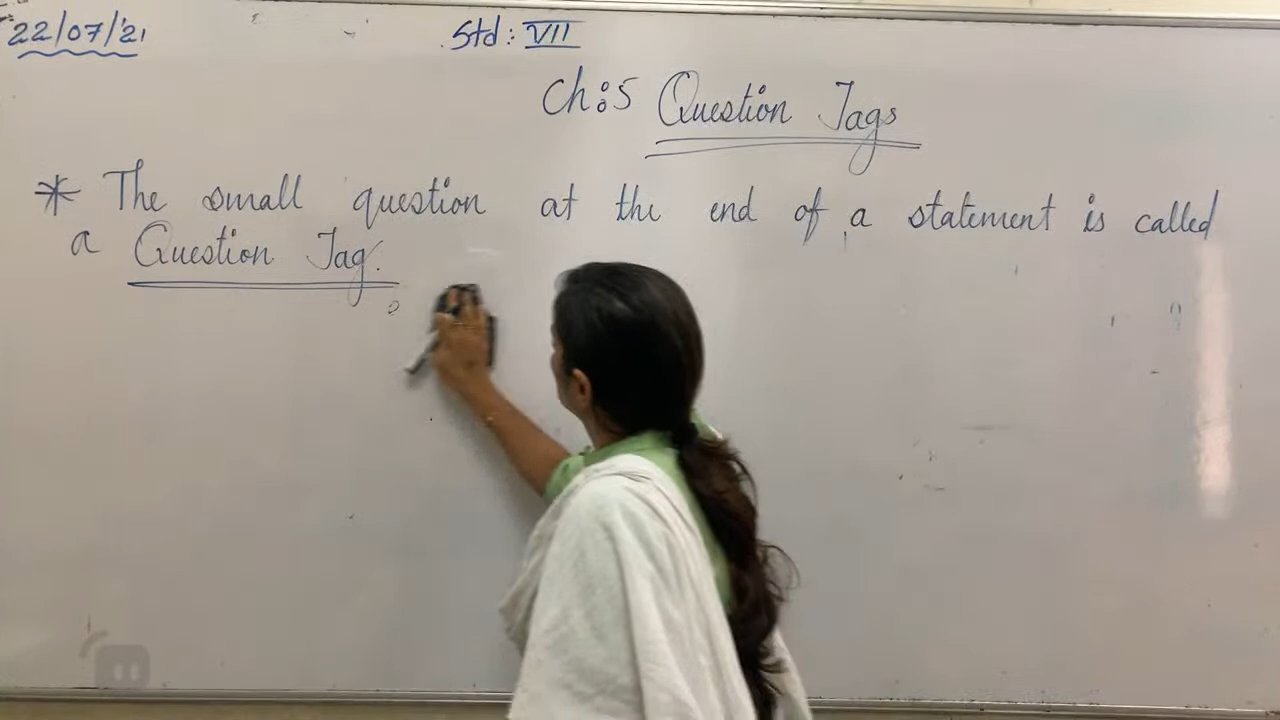 22/07/21
Std: VII
Ch:5 Question Tags
* The small question at the end of a statement is called
a Question Tag.